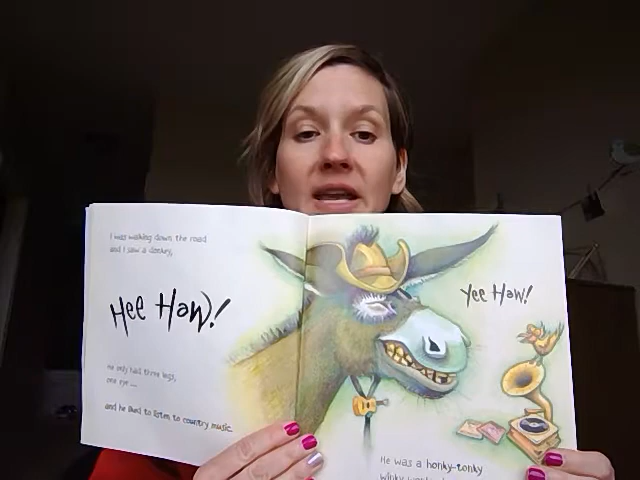 I was walking down the road
and I saw a donkey,
Hee Haw!
He only had three legs,
one eye ...
and he liked to listen to country music.
Yee Haw!
He was a honky-tonky
winky